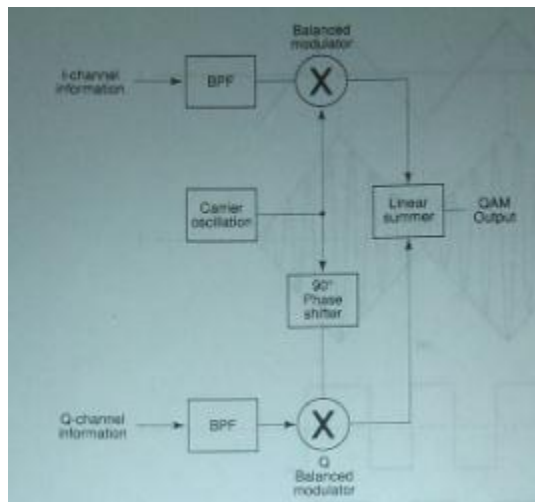 Balanced
modulator
I-channel
information
BPF
X
Carrier
oscillation
Linear
summer
QAM
Output
90°
Phase
shifter
Q-channel
information
BPF
X
Q
Balanced
modulator